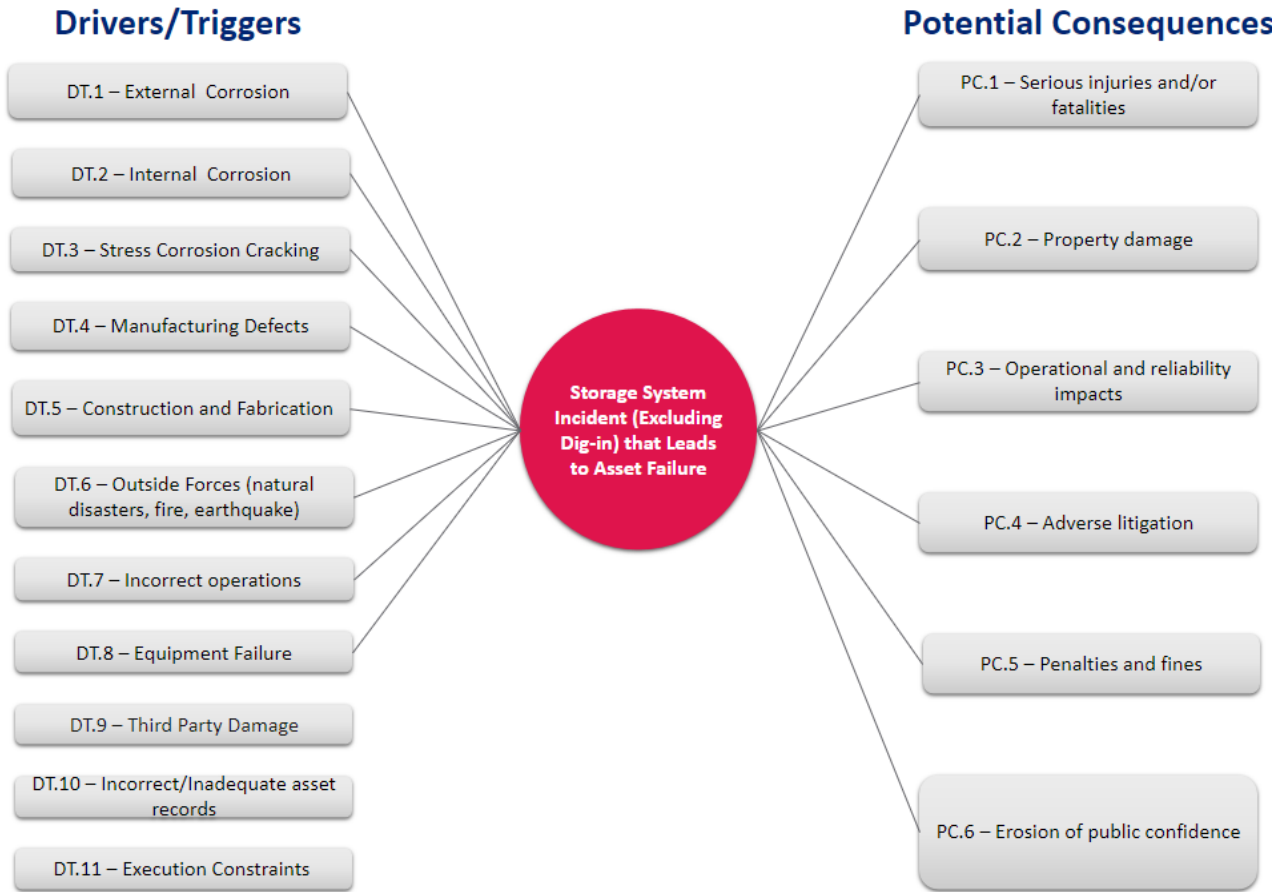 Drivers/Triggers
DT.1 – External  Corrosion
DT.2 – Internal  Corrosion
DT.3 – Stress Corrosion Cracking
DT.4 – Manufacturing Defects
DT.5 – Construction and Fabrication
DT.6 – Outside Forces (natural
disasters, fire, earthquake)
DT.7 – Incorrect operations
DT.8 – Equipment Failure
DT.9 – Third Party Damage
DT.10 – Incorrect/Inadequate asset
records
DT.11 – Execution Constraints
Storage System
Incident (Excluding
Dig-in) that Leads
to Asset Failure
Potential Consequences
PC.1 – Serious injuries and/or
fatalities
PC.2 – Property damage
PC.3 – Operational and reliability
impacts
PC.4 – Adverse litigation
PC.5 – Penalties and fines
PC.6 – Erosion of public confidence